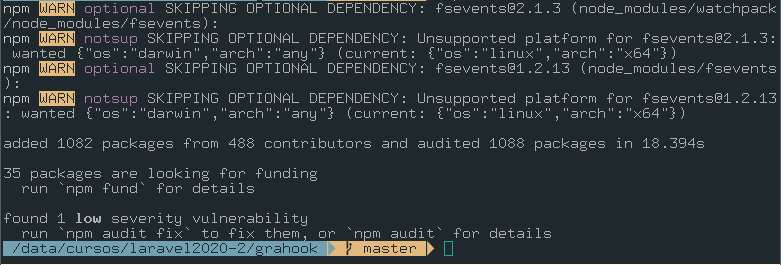 npm WARN optional SKIPPING OPTIONAL DEPENDENCY: fsevents@2.1.3 (node_modules/watchpack
/node_modules/fsevents):
npm WARN notsup SKIPPING OPTIONAL DEPENDENCY: Unsupported platform for fsevents@2.1.3:
 wanted {"os":"darwin","arch":"any"} (current: {"os":"linux","arch":"x64"})
npm WARN optional SKIPPING OPTIONAL DEPENDENCY: fsevents@1.2.13 (node_modules/fsevents
):
npm WARN notsup SKIPPING OPTIONAL DEPENDENCY: Unsupported platform for fsevents@1.2.13
: wanted {"os":"darwin","arch":"any"} (current: {"os":"linux","arch":"x64"})
added 1082 packages from 488 contributors and audited 1088 packages in 18.394s
35 packages are looking for funding
  run `npm fund` for details
found 1 low severity vulnerability
  run `npm audit fix` to fix them, or `npm audit` for details
/data/cursos/laravel2020-2/grahook master